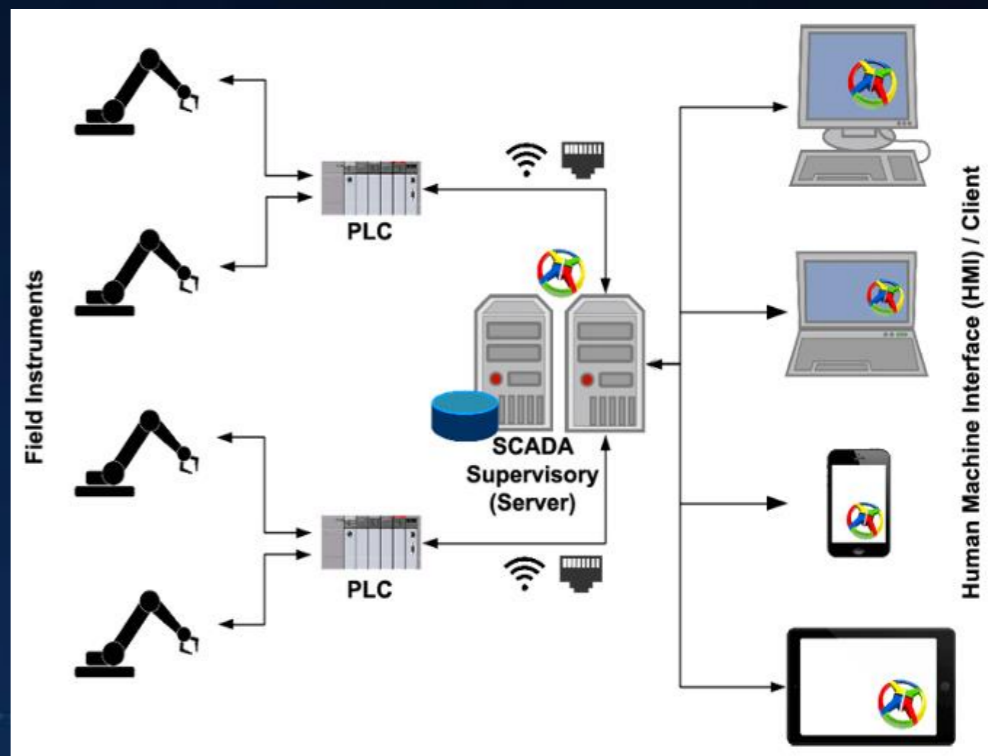 Field Instruments
PLC
PLC
SCADA
Supervisory
(Server)
Human Machine Interface (HMI) / Client